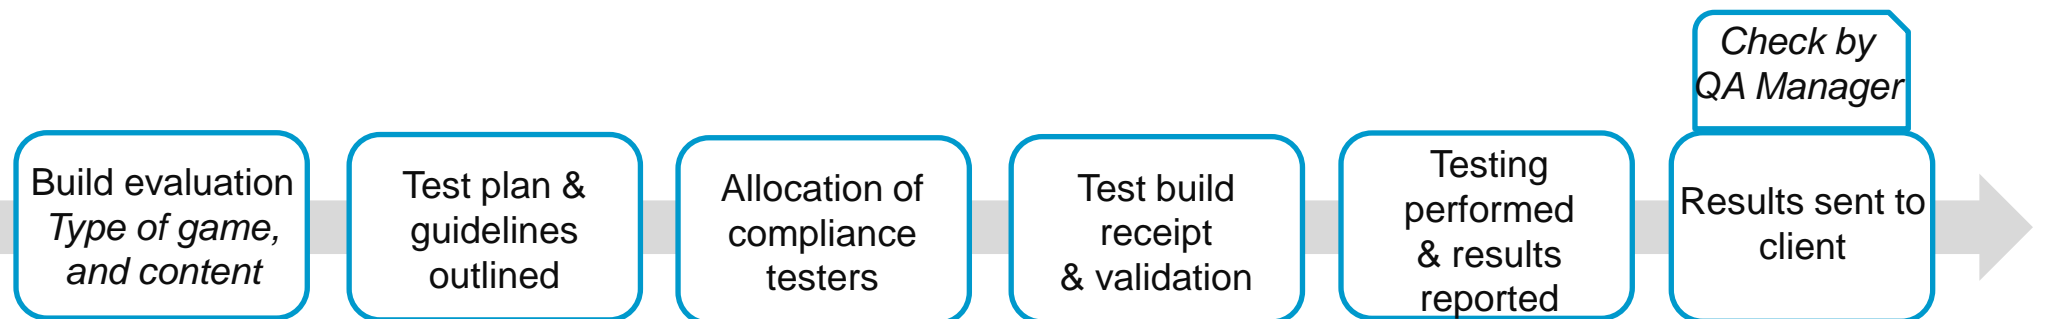 Build evaluation
Type of game,
and content
Test plan &
guidelines
outlined
Allocation of
compliance
testers
Test build
receipt
& validation
Testing
performed
& results
reported
Check by
QA Manager
Results sent to
client